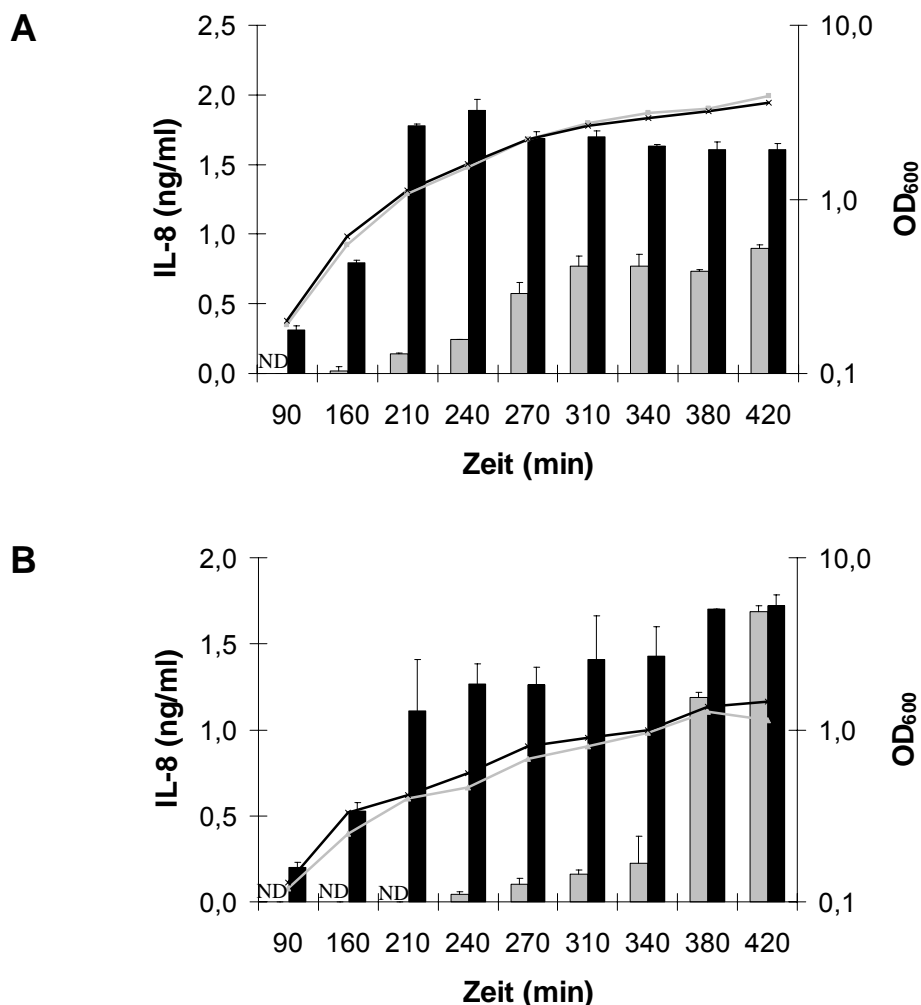 A
2,5
2,0
1,5
1,0
0,5
0,0
IL-8 (ng/ml)
ND
10,0
1,0
0,1
OD600
90 160 210 240 270 310 340 380 420
Zeit (min)
B
2,0
1,5
1,0
0,5
0,0
IL-8 (ng/ml)
ND ND ND
10,0
1,0
0,1
OD600
90 160 210 240 270 310 340 380 420
Zeit (min)